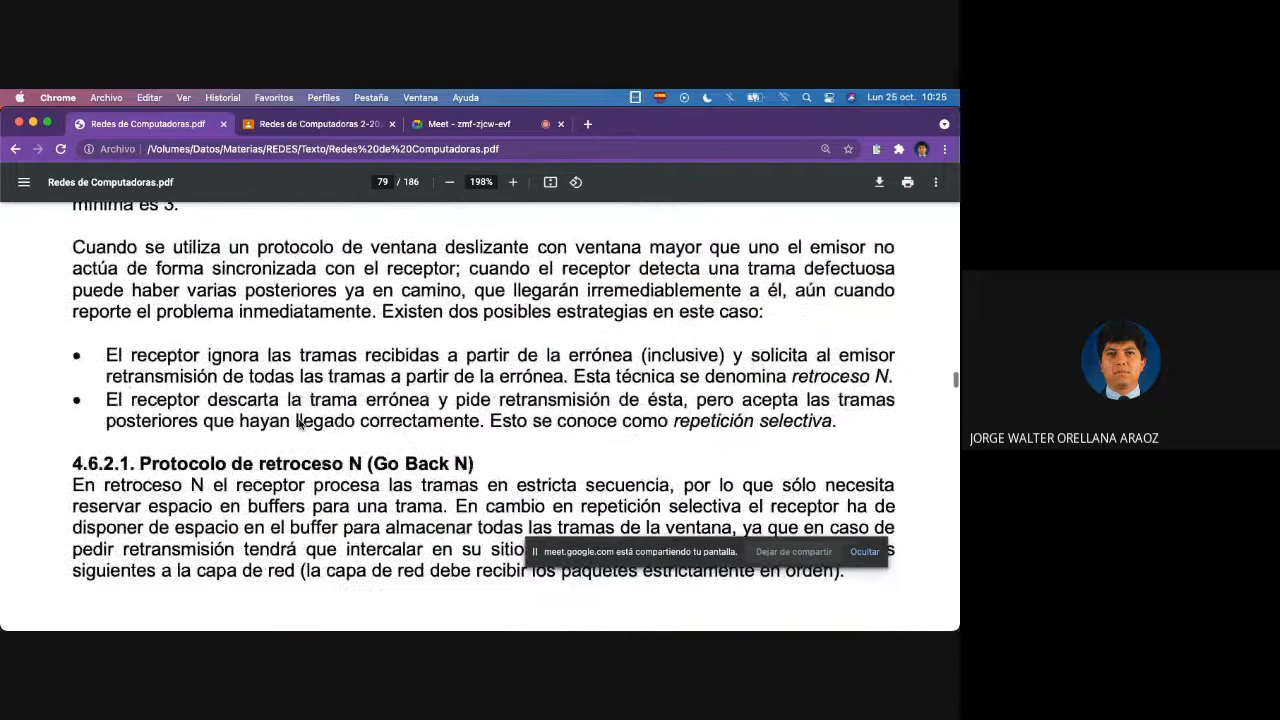 Chrome Archivo Editar Ver Historial Favoritos Perfiles Pestaña Ventana Ayuda Lun 25 oct. 10:25
Redes de Computadoras.pdf Redes de Computadoras 2-20 Meet - zmf-zjcw-evf
Archivo /Volumes/Datos/Materias/REDES/Texto/Redes%20de%20Computadoras.pdf
Redes de Computadoras.pdf 79 / 186 198%
mínima es 3.
Cuando se utiliza un protocolo de ventana deslizante con ventana mayor que uno el emisor no
actúa de forma sincronizada con el receptor; cuando el receptor detecta una trama defectuosa
puede haber varias posteriores ya en camino, que llegarán irremediablemente a él, aún cuando
reporte el problema inmediatamente. Existen dos posibles estrategias en este caso:
• El receptor ignora las tramas recibidas a partir de la errónea (inclusive) y solicita al emisor
retransmisión de todas las tramas a partir de la errónea. Esta técnica se denomina retroceso N.
• El receptor descarta la trama errónea y pide retransmisión de ésta, pero acepta las tramas
posteriores que hayan llegado correctamente. Esto se conoce como repetición selectiva.
4.6.2.1. Protocolo de retroceso N (Go Back N)
En retroceso N el receptor procesa las tramas en estricta secuencia, por lo que sólo necesita
reservar espacio en buffers para una trama. En cambio en repetición selectiva el receptor ha de
disponer de espacio en el buffer para almacenar todas las tramas de la ventana, ya que en caso de
pedir retransmisión tendrá que intercalar en su sitio
meet.google.com está compartiendo tu pantalla. Dejar de compartir Ocultar
siguientes a la capa de red (la capa de red debe recibir los paquetes estrictamente en orden).
JORGE WALTER ORELLANA ARAOZ